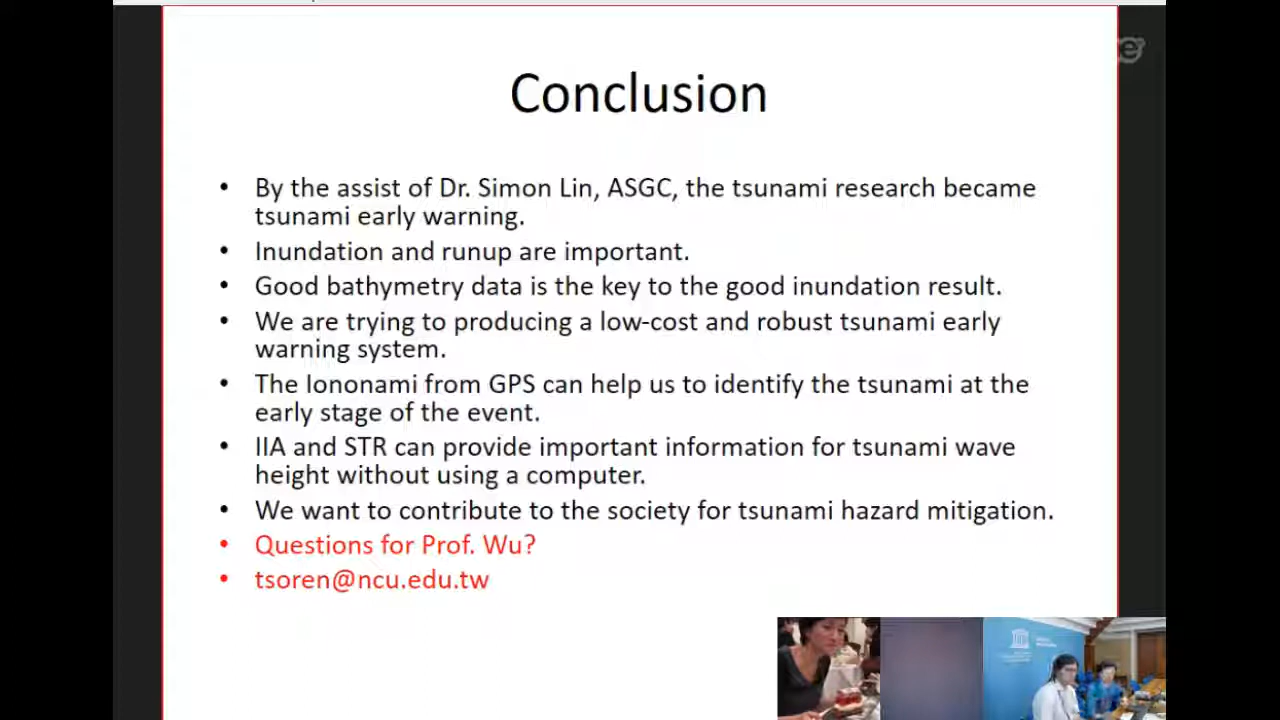 Conclusion
• By the assist of Dr. Simon Lin, ASGC, the tsunami research became
tsunami early warning.
• Inundation and runup are important.
• Good bathymetry data is the key to the good inundation result.
• We are trying to producing a low-cost and robust tsunami early
warning system.
• The Iononami from GPS can help us to identify the tsunami at the
early stage of the event.
• IIA and STR can provide important information for tsunami wave
height without using a computer.
• We want to contribute to the society for tsunami hazard mitigation.
• Questions for Prof. Wu?
• tsoren@ncu.edu.tw